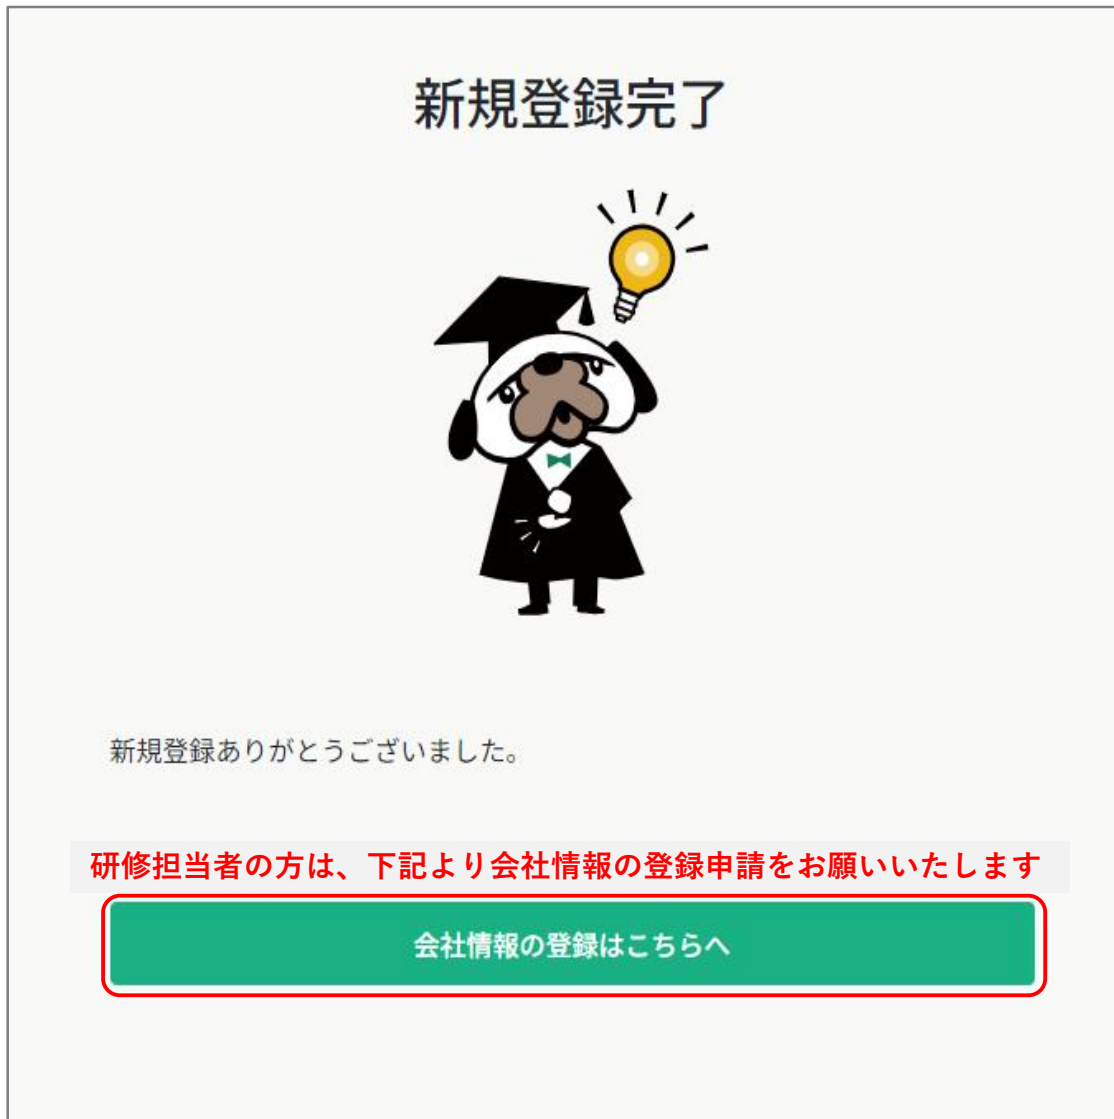 新規登録完了
新規登録ありがとうございました。
研修担当者の方は、下記より会社情報の登録申請をお願いいたします
会社情報の登録はこちらへ